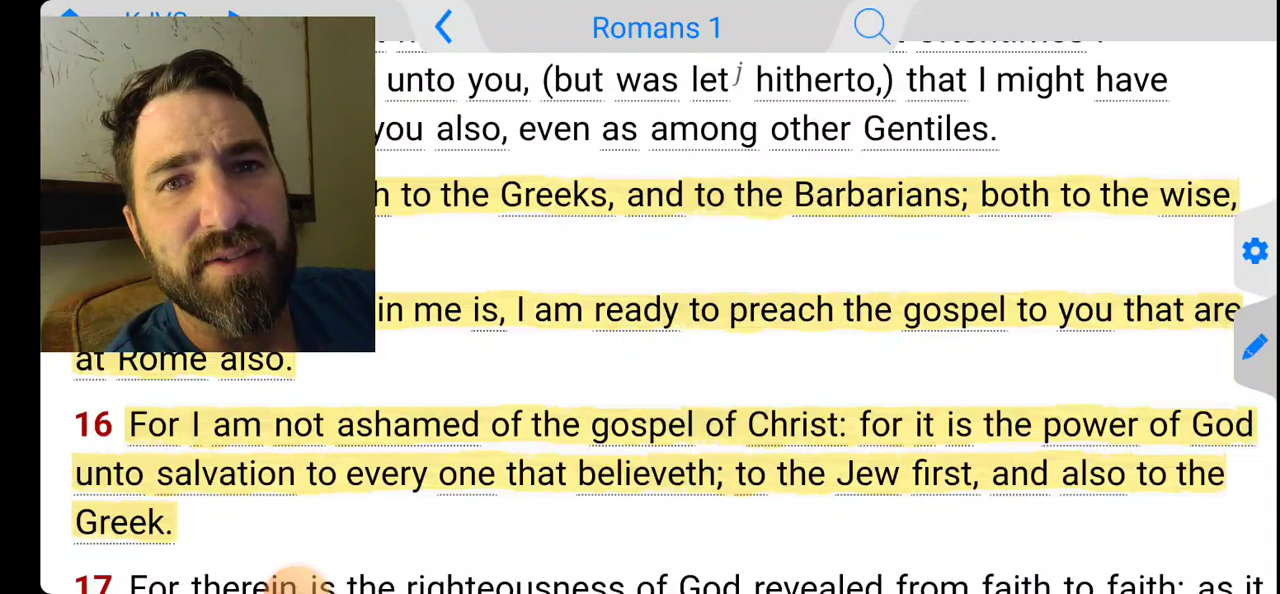 Romans 1
unto you, (but was let j hitherto,) that I might have
you also, even as among other Gentiles.
to the Greeks, and to the Barbarians; both to the wise,
in me is, I am ready to preach the gospel to you that are
at Rome also.
16 For I am not ashamed of the gospel of Christ: for it is the power of God
unto salvation to every one that believeth; to the Jew first, and also to the
Greek.
17 For therein is the righteousness of God revealed from faith to faith: as it